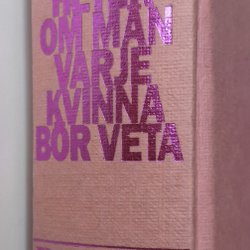 OM MAN
VARJE
KVINNA
BÖR VETA